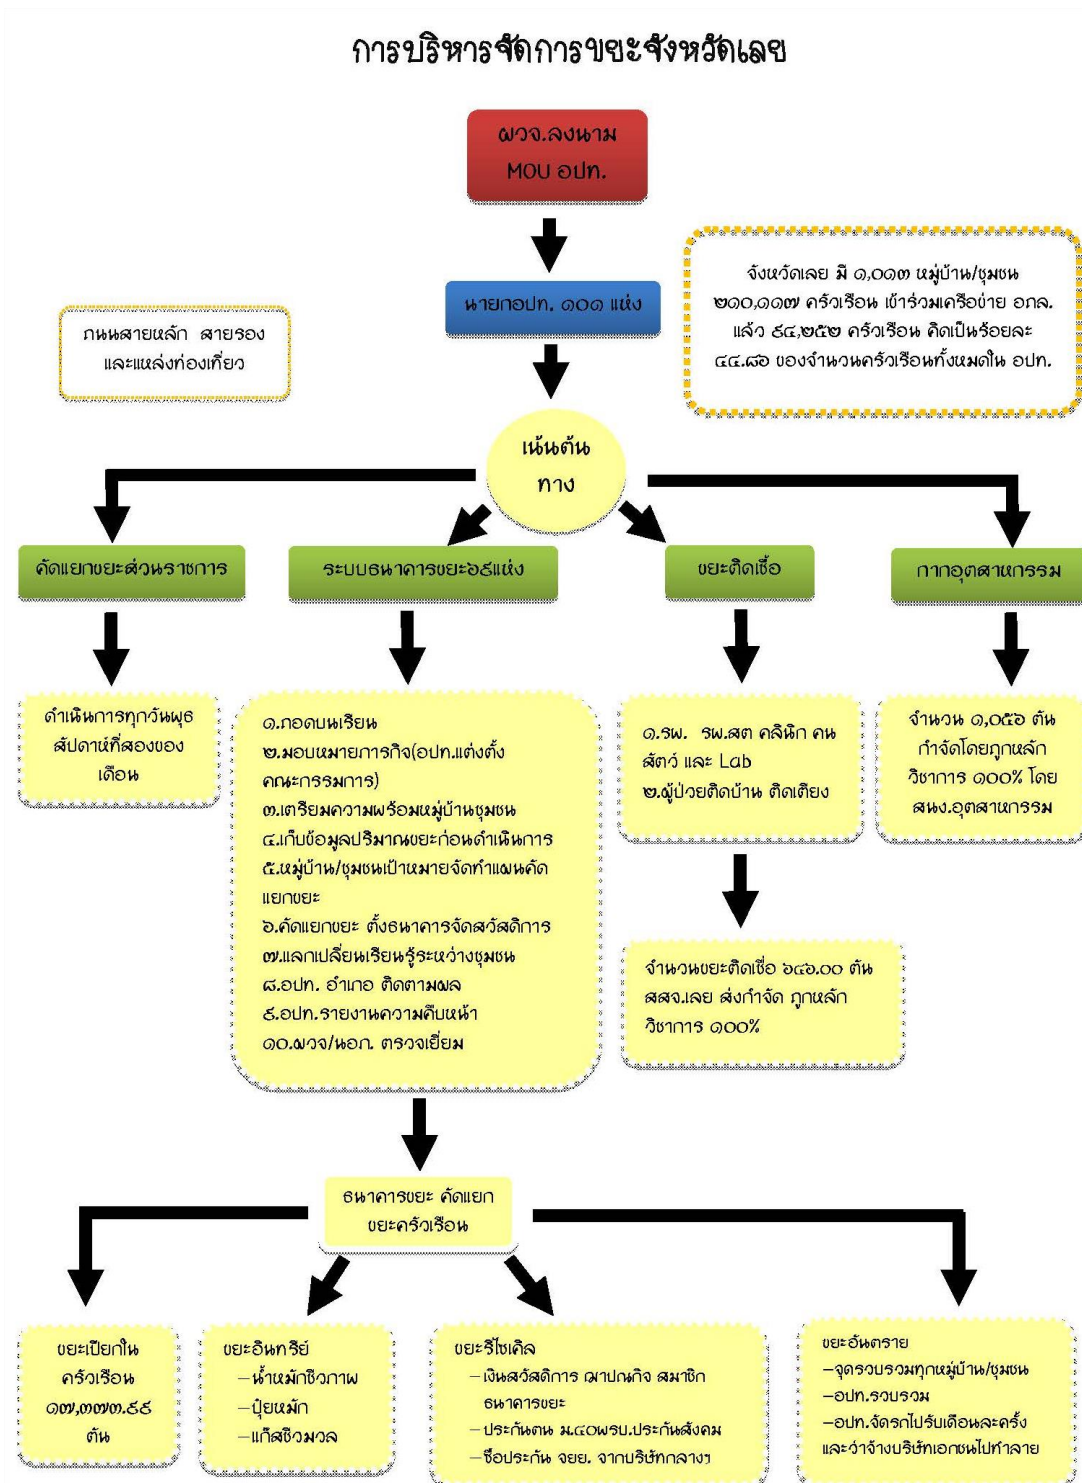 การบริหารจัดการขยะจังหวัดเลย
ผวจ.ลงนาม
MOU อปท.
นายกอปท. ๑๐๑ แห่ง
จังหวัดเลย มี ๑,๐๑๓ หมู่บ้าน/ชุมชน
๒๑๐,๑๑๗ ครัวเรือน เข้าร่วมเครือข่าย อถล.
แล้ว ๙๔,๒๕๒ ครัวเรือน คิดเป็นร้อยละ
๔๔.๘๖ ของจำนวนครัวเรือนทั้งหมดใน อปท.
ถนนสายหลัก สายรอง
และแหล่งท่องเที่ยว
เน้นต้น
ทาง
คัดแยกขยะส่วนราชการ
ระบบธนาคารขยะ๖๙แห่ง
ขยะติดเชื้อ
กากอุตสาหกรรม
ดำเนินการทุกวันพุธ
สัปดาห์ที่สองของ
เดือน
๑.ถอดบนเรียน
๒.มอบหมายภารกิจ(อปท.แต่งตั้ง
คณะกรรมการ)
๓.เตรียมความพร้อมหมู่บ้านชุมชน
๔.เก็บข้อมูลปริมาณขยะก่อนดำเนินการ
๕.หมู่บ้าน/ชุมชนเป้าหมายจัดทำแผนคัด
แยกขยะ
๖.คัดแยกขยะ ตั้งธนาคารจัดสวัสดิการ
๗.แลกเปลี่ยนเรียนรู้ระหว่างชุมชน
๘.อปท. อำเภอ ติดตามผล
๙.อปท.รายงานความคืบหน้า
๑๐.ผวจ/นอภ. ตรวจเยี่ยม
๑.รพ. รพ.สต คลินิก คน
สัตว์ และ Lab
๒.ผู้ป่วยติดบ้าน ติดเตียง
จำนวน ๑,๐๕๖ ตัน
กำจัดโดยถูกหลัก
วิชาการ ๑๐๐% โดย
สนง.อุตสาหกรรม
จำนวนขยะติดเชื่อ ๖๔๖.๐๐ ตัน
สสจ.เลย ส่งกำจัด ถูกหลัก
วิชาการ ๑๐๐%
ธนาคารขยะ คัดแยก
ขยะครัวเรือน
ขยะเปียกใน
ครัวเรือน
๑๗,๓๗๓.๙๙
ตัน
ขยะอินทรีย์
–น้ำหมักชีวภาพ
–ปุ๋ยหมัก
–แก๊สชีวมวล
ขยะรีไซเคิล
–เงินสวัสดิการ ฌาปณกิจ สมาชิก
ธนาคารขยะ
–ประกันตน ม.๔๐พรบ.ประกันสังคม
–ซื้อประกัน จยย. จากบริษัทกลางฯ
ขยะอันตราย
–จุดรวบรวมทุกหมู่บ้าน/ชุมชน
–อปท.รวบรวม
–อปท.จัดรถไปรับเดือนละครั้ง
และว่าจ้างบริษัทเอกชนไปทำลาย